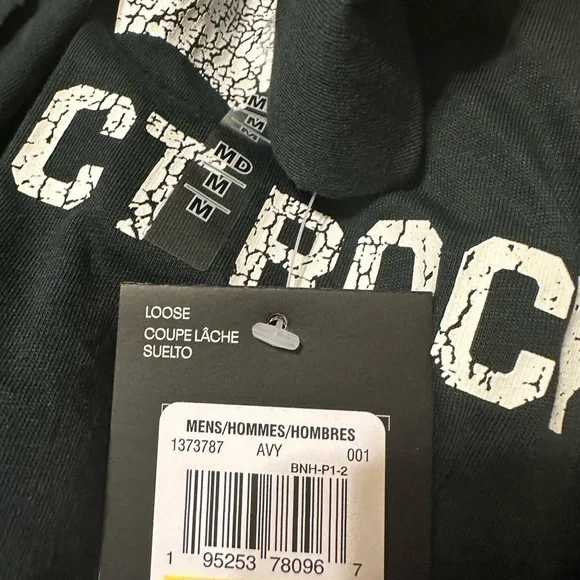 M
M
MD
M
M
CT ROC
LOOSE
COUPE LÂCHE
SUELTO
MENS/HOMMES/HOMBRES
1373787 AVY 001
BNH-P1-2
1 95253 78096 7